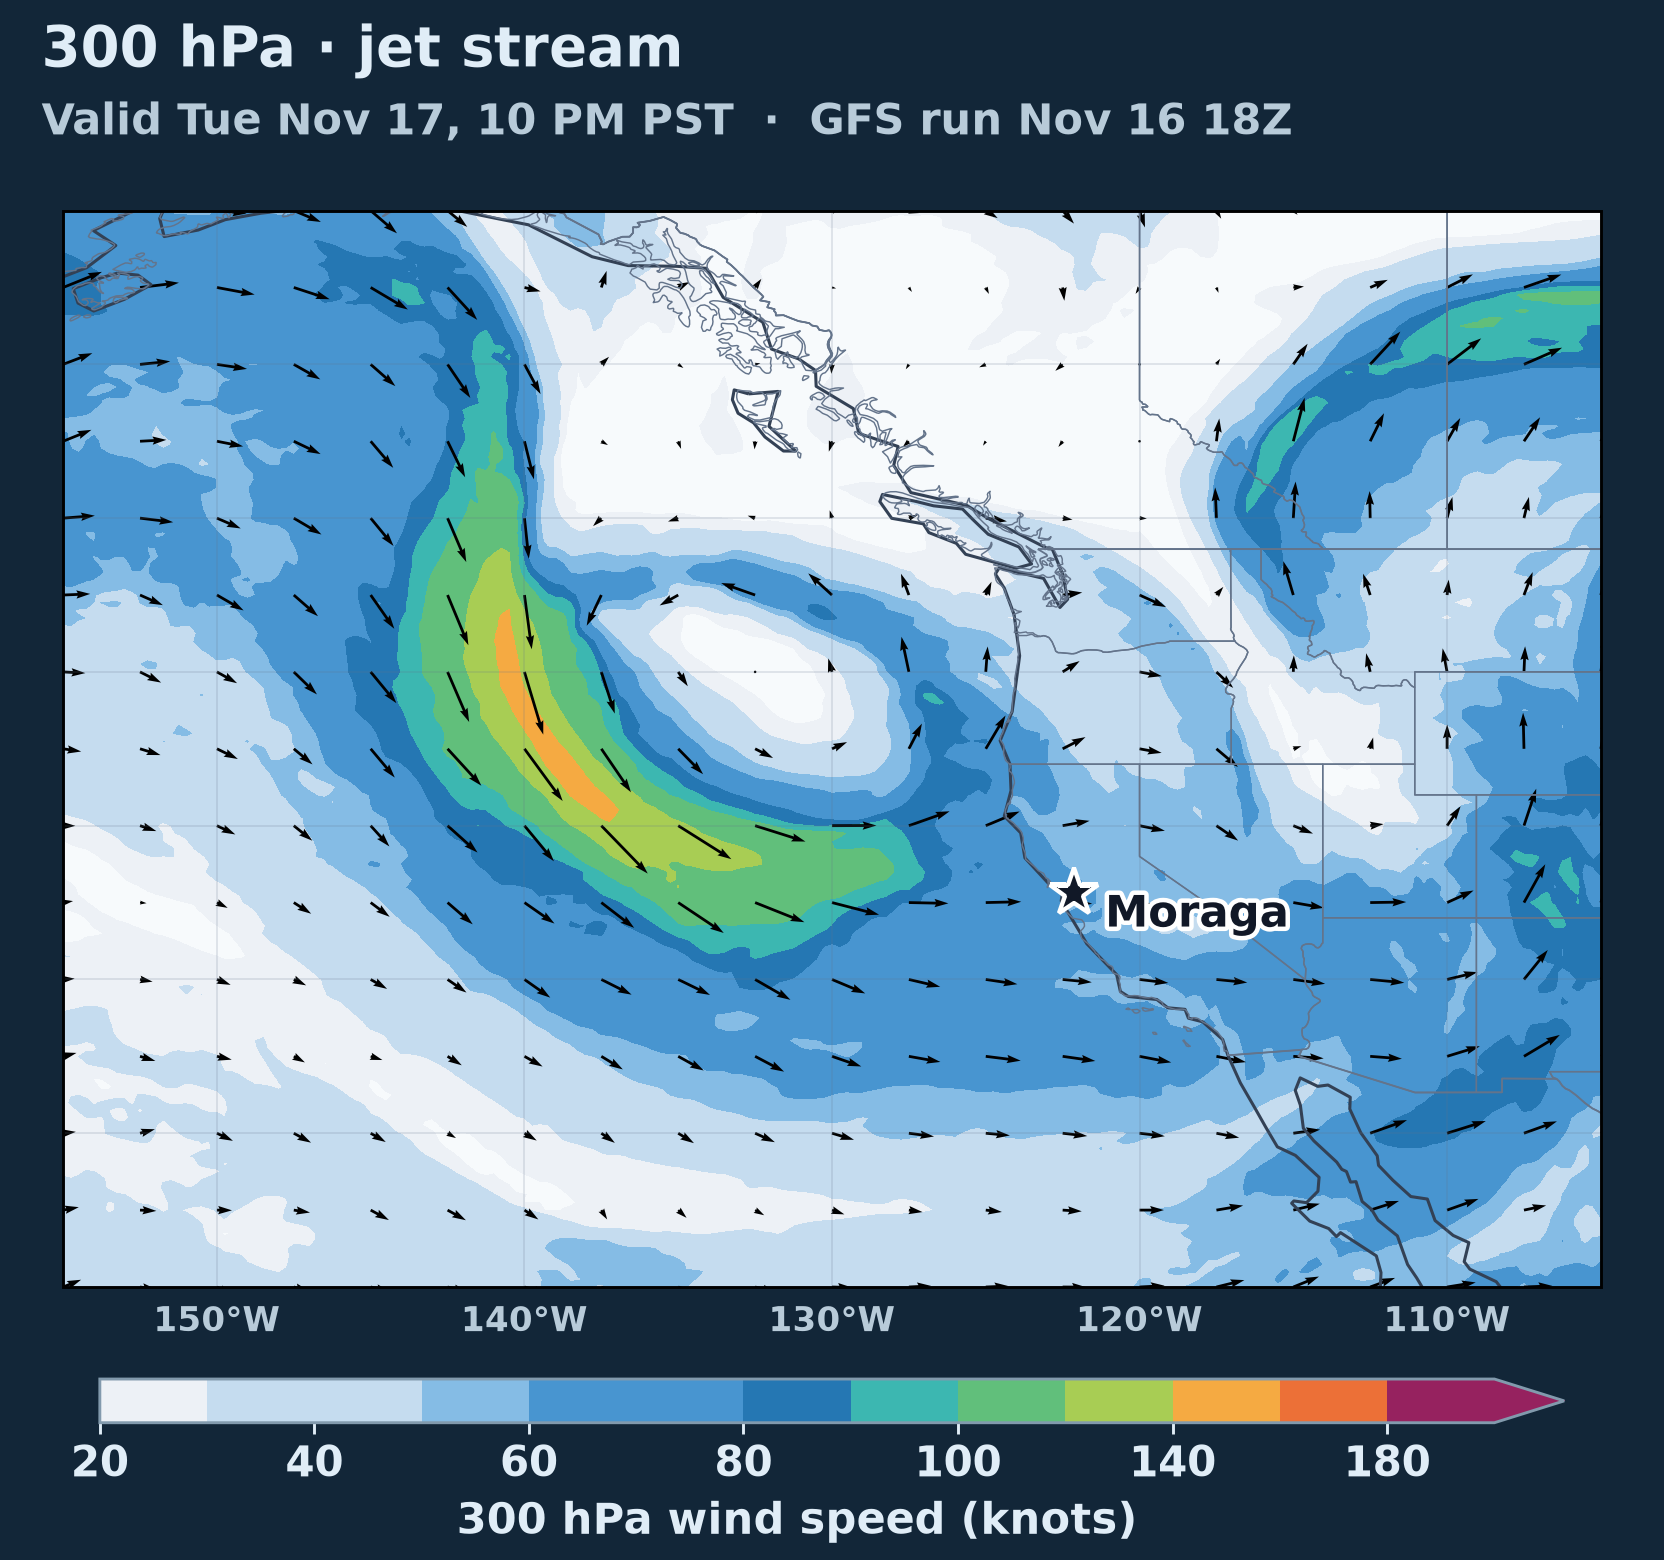 300 hPa · jet stream
Valid Tue Nov 17, 10 PM PST · GFS run Nov 16 18Z
Moraga
150°W 140°W 130°W 120°W 110°W
20 40 60 80 100 140 180
300 hPa wind speed (knots)